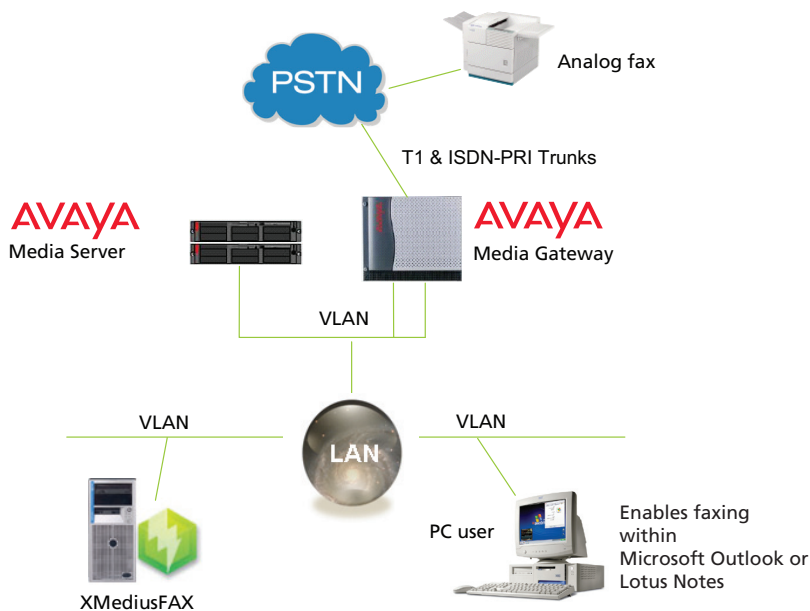 PSTN
Analog fax
T1 & ISDN-PRI Trunks
AVAYA
Media Server
AVAYA
Media Gateway
VLAN
VLAN
LAN
VLAN
XMediusFAX
PC user
Enables faxing
within
Microsoft Outlook or
Lotus Notes